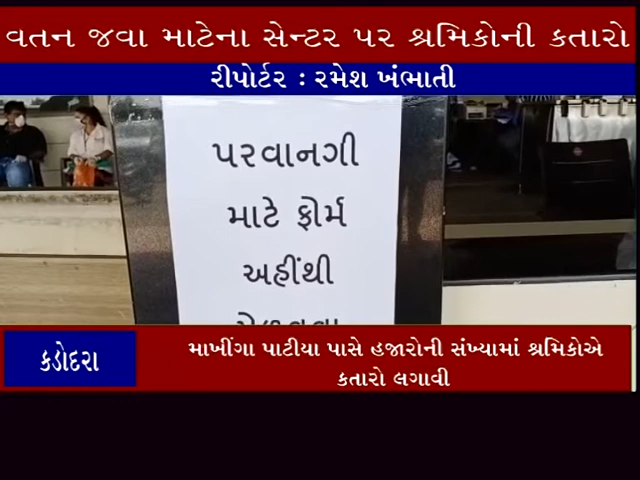 વતન જવા માટેના સેન્ટર પર શ્રમિકોની કતારો
રીપોર્ટર : રમેશ ખંભાતી
પરવાનગી
માટે ફોર્મ
અહીંથી
કડોદરા
માખીંગા પાટીયા પાસે હજારોની સંખ્યામાં શ્રમિકોએ
કતારો લગાવી